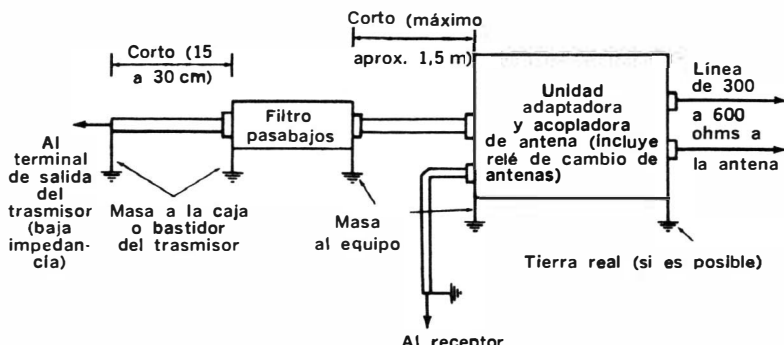 Corto (15
a 30 cm)
Corto (máximo
aprox. 1,5 m)
Filtro
pasabajos
Unidad
adaptadora
y acopladora
de antena (incluye
relé de cambio de
antenas)
Línea
de 300
a 600
ohms a
la antena
Al
terminal
de salida
del
trasmisor
(baja
impedan-
cía)
Masa a la caja
o bastidor
del trasmisor
Masa
al equipo
Tierra real (si es posible)
Al receptor